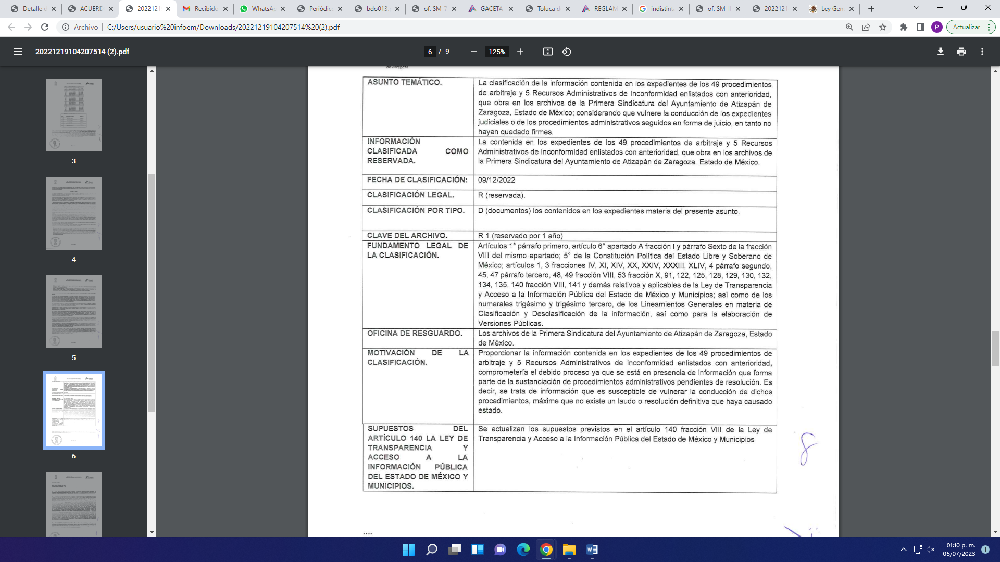 Detalle d
ACUERD
2022121
Recibido
WhatsAp
Periódic
bdo013.
of. SM-7
GACETA
Toluca d
REGLAM
indistint
of. SM-II
2022121
Ley Gen
Archivo
C:/Users/usuario%20infoem/Downloads/20221219104207514%20(2).pdf
P
Actualizar
20221219104207514 (2).pdf
6 / 9
125%
3
4
5
6
de Zaragoza
ASUNTO TEMÁTICO.
La clasificación de la información contenida en los expedientes de los 49 procedimientos
de arbitraje y 5 Recursos Administrativos de Inconformidad enlistados con anterioridad,
que obra en los archivos de la Primera Sindicatura del Ayuntamiento de Atizapán de
Zaragoza, Estado de México; considerando que vulnere la conducción de los expedientes
judiciales o de los procedimientos administrativos seguidos en forma de juicio, en tanto no
hayan quedado firmes.
INFORMACIÓN
CLASIFICADA COMO
RESERVADA.
La contenida en los expedientes de los 49 procedimientos de arbitraje y 5 Recursos
Administrativos de Inconformidad enlistados con anterioridad, que obra en los archivos de
la Primera Sindicatura del Ayuntamiento de Atizapán de Zaragoza, Estado de México.
FECHA DE CLASIFICACIÓN:
09/12/2022
CLASIFICACIÓN LEGAL.
R (reservada).
CLASIFICACIÓN POR TIPO.
D (documentos) los contenidos en los expedientes materia del presente asunto.
CLAVE DEL ARCHIVO.
R 1 (reservado por 1 año)
FUNDAMENTO LEGAL DE
LA CLASIFICACIÓN.
Artículos 1° párrafo primero, artículo 6° apartado A fracción I y párrafo Sexto de la fracción
VIII del mismo apartado; 5° de la Constitución Política del Estado Libre y Soberano de
México; artículos 1, 3 fracciones IV, XI, XIV, XX, XXIV, XXXIII, XLIV, 4 párrafo segundo,
45, 47 párrafo tercero, 48, 49 fracción VIII, 53 fracción X, 91, 122, 125, 128, 129, 130, 132,
134, 135, 140 fracción VIII, 141 y demás relativos y aplicables de la Ley de Transparencia
y Acceso a la Información Pública del Estado de México y Municipios; así como de los
numerales trigésimo y trigésimo tercero, de los Lineamientos Generales en materia de
Clasificación y Desclasificación de la información, así como para la elaboración de
Versiones Públicas.
OFICINA DE RESGUARDO.
Los archivos de la Primera Sindicatura del Ayuntamiento de Atizapán de Zaragoza, Estado
de México.
MOTIVACIÓN DE LA
CLASIFICACIÓN.
Proporcionar la información contenida en los expedientes de los 49 procedimientos de
arbitraje y 5 Recursos Administrativos de inconformidad enlistados con anterioridad,
comprometería el debido proceso ya que se está en presencia de información que forma
parte de la sustanciación de procedimientos administrativos pendientes de resolución. Es
decir, se trata de información que es susceptible de vulnerar la conducción de dichos
procedimientos, máxime que no existe un laudo o resolución definitiva que haya causado
estado.
SUPUESTOS DEL
ARTÍCULO 140 LA LEY DE
TRANSPARENCIA Y
ACCESO A LA
INFORMACIÓN PÚBLICA
DEL ESTADO DE MÉXICO Y
MUNICIPIOS.
Se actualizan los supuestos previstos en el artículo 140 fracción VIII de la Ley de
Transparencia y Acceso a la Información Pública del Estado de México y Municipios
....
01:10 p. m.
05/07/2023
1